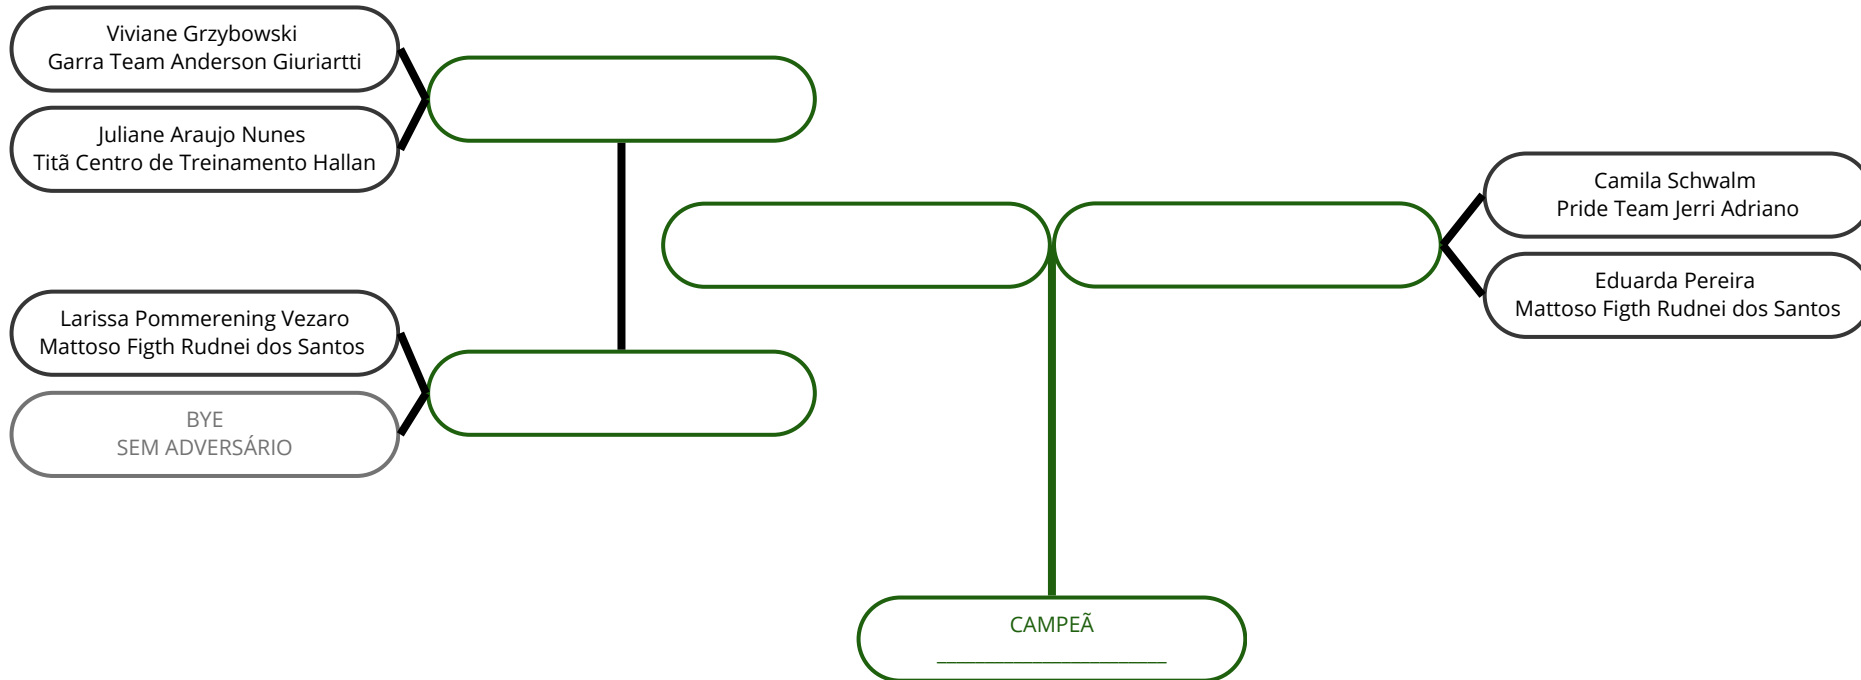 Viviane Grzybowski
Garra Team Anderson Giuriartti
Juliane Araujo Nunes
Titã Centro de Treinamento Hallan
Larissa Pommerening Vezaro
Mattoso Figth Rudnei dos Santos
BYE
SEM ADVERSÁRIO
Camila Schwalm
Pride Team Jerri Adriano
Eduarda Pereira
Mattoso Figth Rudnei dos Santos
CAMPEÃ